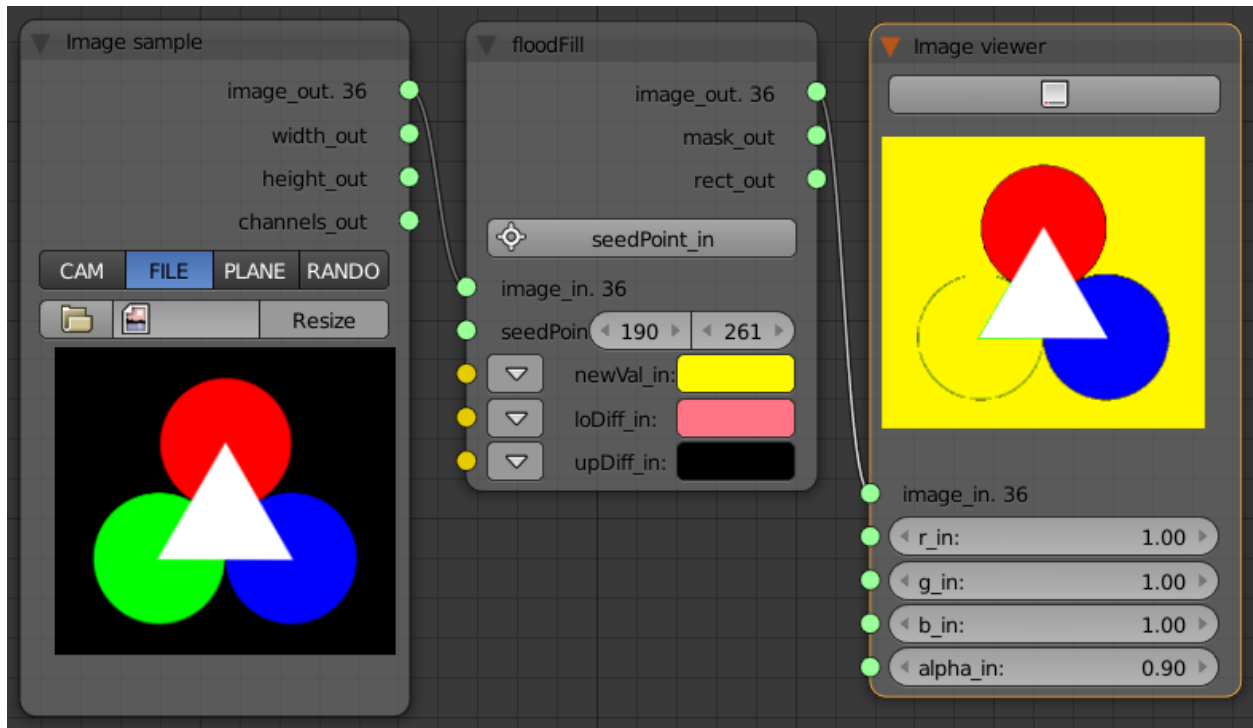 Image sample
image_out. 36
width_out
height_out
channels_out
CAM FILE PLANE RANDO
Resize
floodFill
image_out. 36
mask_out
rect_out
seedPoint_in
image_in. 36
seedPoin 190 261
newVal_in:
loDiff_in:
upDiff_in:
Image viewer
image_in. 36
r_in: 1.00
g_in: 1.00
b_in: 1.00
alpha_in: 0.90